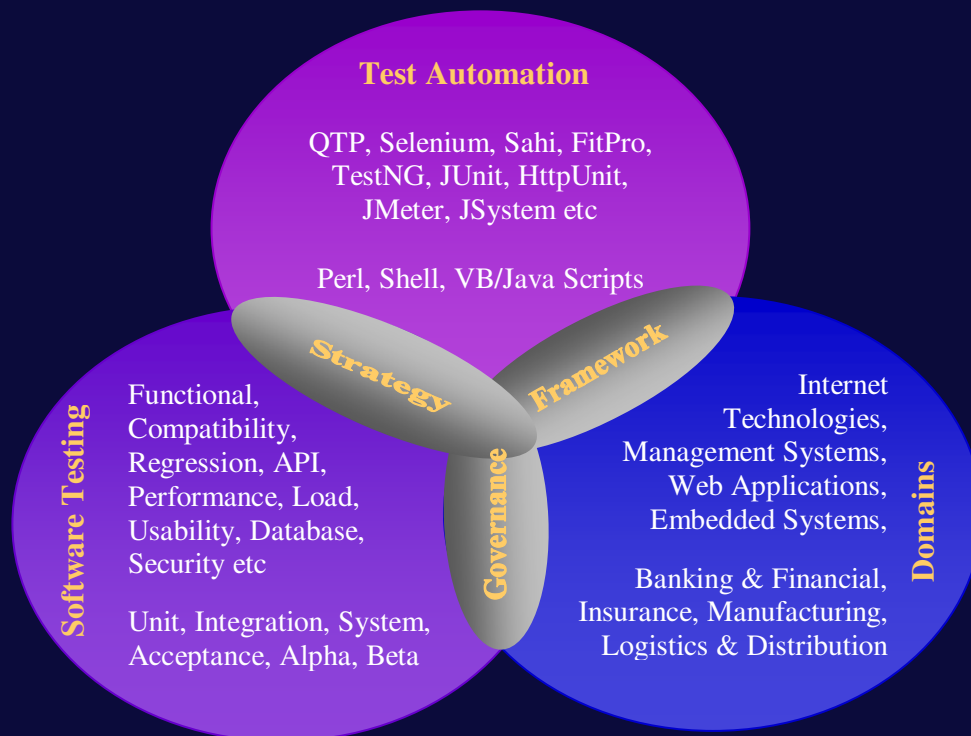 Test Automation
QTP, Selenium, Sahi, FitPro,
TestNG, JUnit, HttpUnit,
JMeter, JSystem etc
Perl, Shell, VB/Java Scripts
Strategy
Framework
Governance
Software Testing
Functional,
Compatibility,
Regression, API,
Performance, Load,
Usability, Database,
Security etc
Unit, Integration, System,
Acceptance, Alpha, Beta
Internet
Technologies,
Management Systems,
Web Applications,
Embedded Systems,
Banking & Financial,
Insurance, Manufacturing,
Logistics & Distribution
Domains